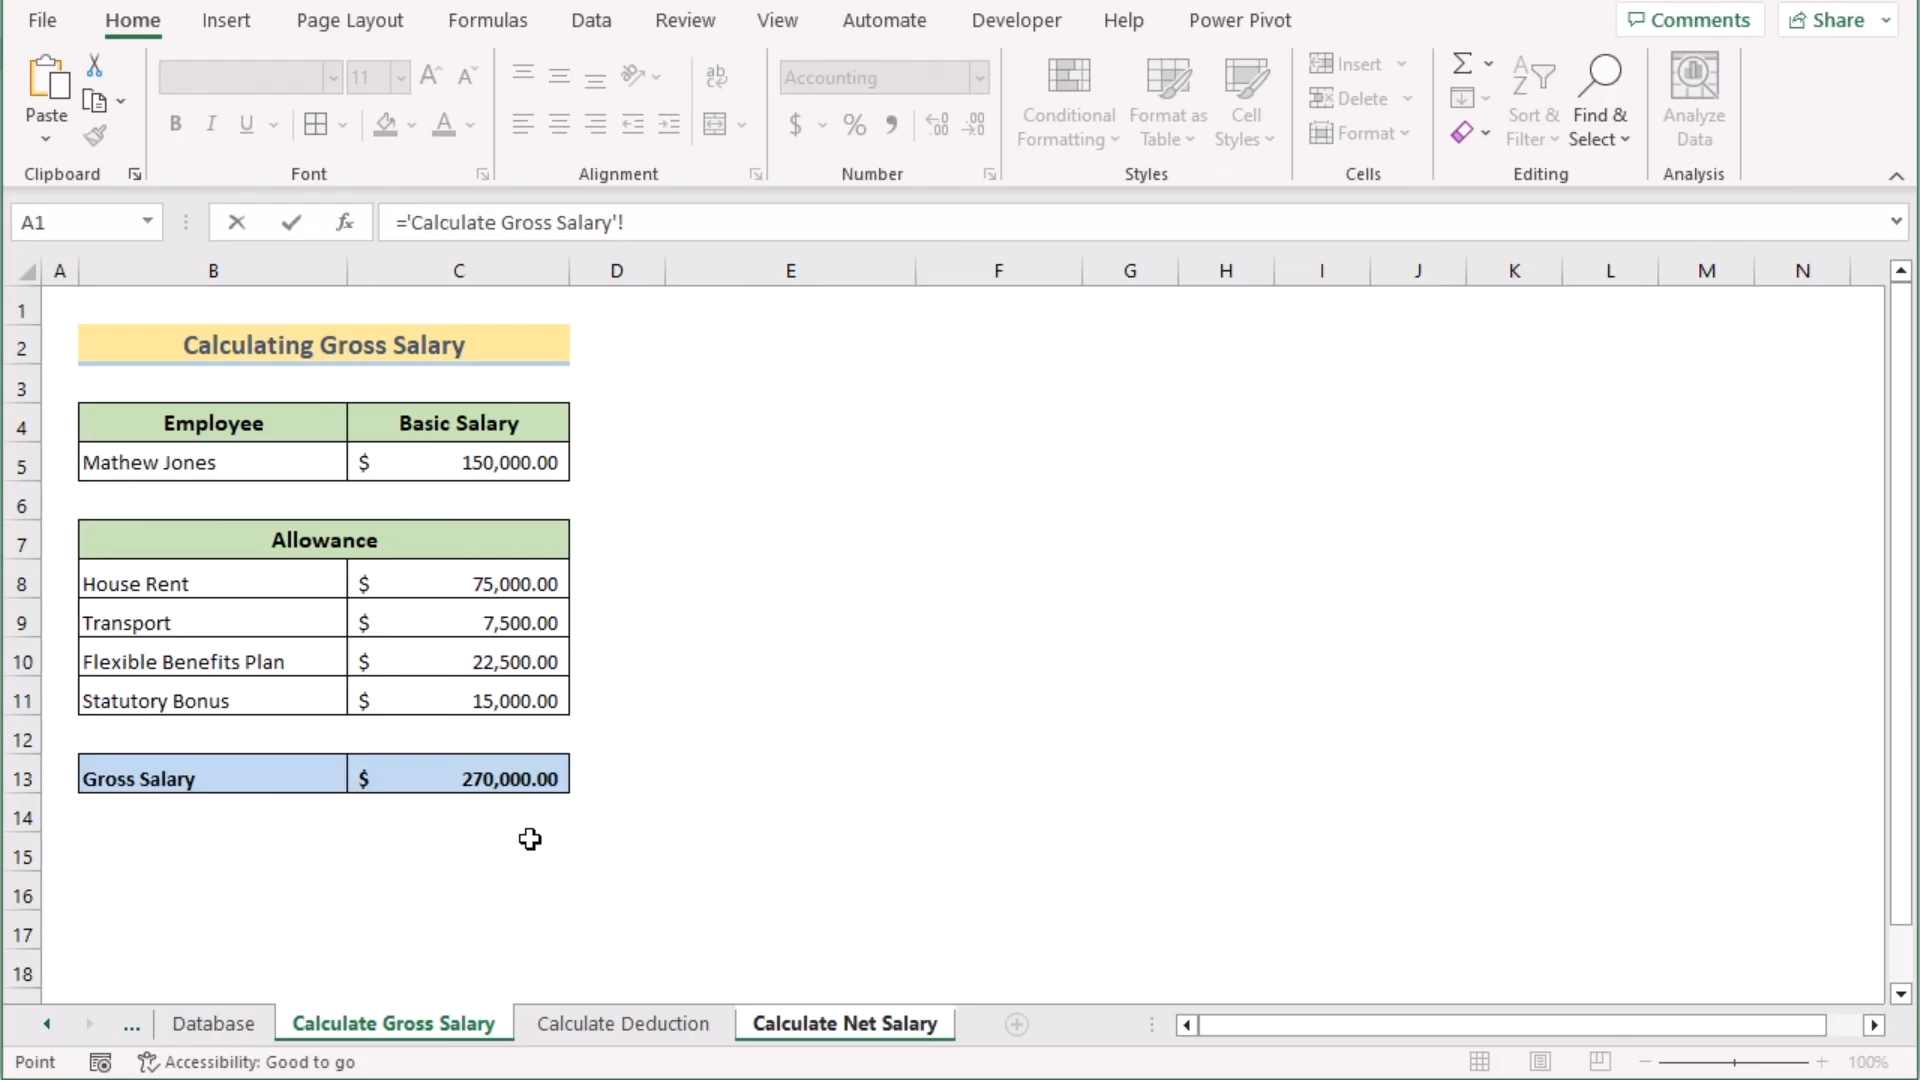 File Home Insert Page Layout Formulas Data Review View Automate Developer Help Power Pivot Comments Share
Paste
11
Accounting
Conditional Formatting
Format as Table
Cell Styles
Insert
Delete
Format
Sort & Filter
Find & Select
Analyze Data
Clipboard Font Alignment Number Styles Cells Editing Analysis
A1 ='Calculate Gross Salary'!
A B C D E F G H I J K L M N
1
2 Calculating Gross Salary
3
4 Employee Basic Salary
5 Mathew Jones $ 150,000.00
6
7 Allowance
8 House Rent $ 75,000.00
9 Transport $ 7,500.00
10 Flexible Benefits Plan $ 22,500.00
11 Statutory Bonus $ 15,000.00
12
13 Gross Salary $ 270,000.00
14
15
16
17
18
... Database Calculate Gross Salary Calculate Deduction Calculate Net Salary
Point Accessibility: Good to go 100%